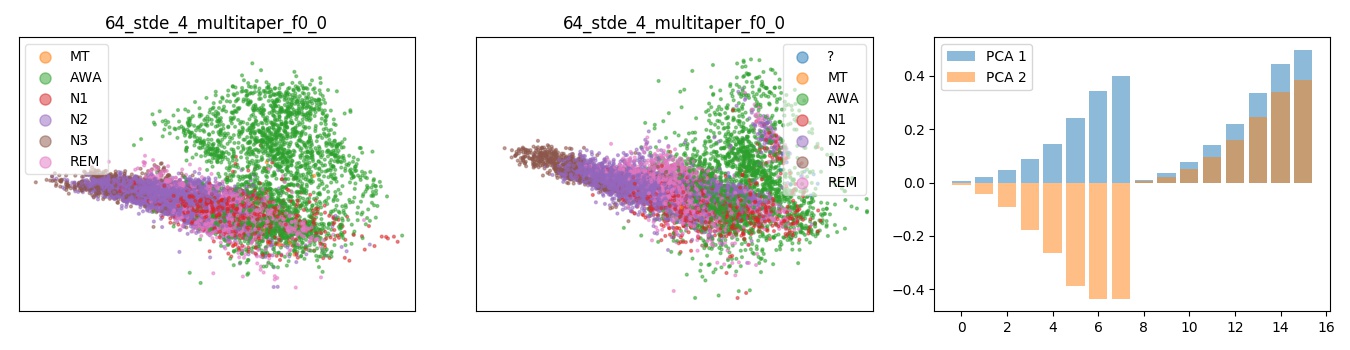 64_stde_4_multitaper_f0_0
MT
AWA
N1
N2
N3
REM
64_stde_4_multitaper_f0_0
?
MT
AWA
N1
N2
N3
REM
PCA 1
PCA 2
0.4
0.2
0.0
−0.2
−0.4
0 2 4 6 8 10 12 14 16